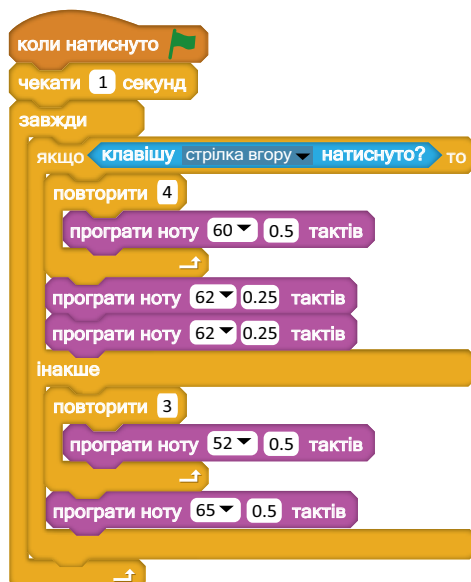 коли натиснуто
чекати 1 секунд
завжди
якщо клавішу стрілка вгору натиснуто? то
повторити 4
програти ноту 60 0.5 тактів
програти ноту 62 0.25 тактів
програти ноту 62 0.25 тактів
інакше
повторити 3
програти ноту 52 0.5 тактів
програти ноту 65 0.5 тактів